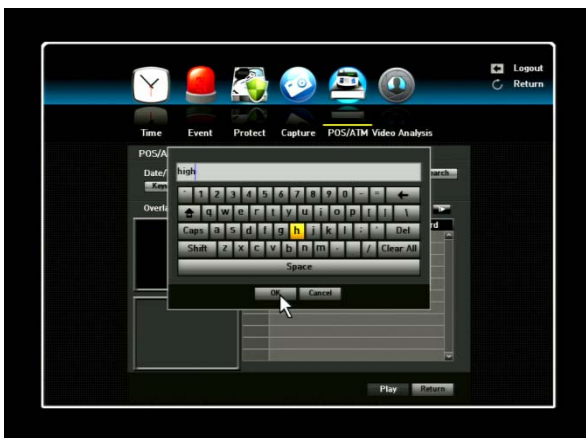 Logout
Return
Time Event Protect Capture POS/ATM Video Analysis
POS/A
Date/
high
earch
Key
Overla
rd
1 2 3 4 5 6 7 8 9 0 - = 
q w e r t y u i o p [ ] \
Caps a s d f g h j k l ; ' Del
Shift z x c v b n m , . / Clear All
Space
OK Cancel
Play Return